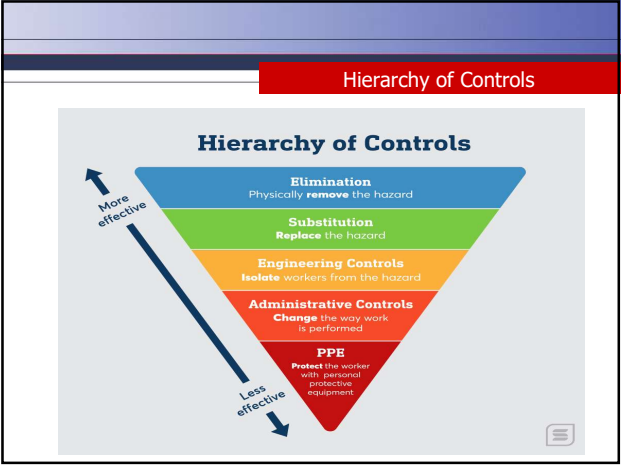 Hierarchy of Controls
Hierarchy of Controls
More
effective
Elimination
Physically remove the hazard
Substitution
Replace the hazard
Engineering Controls
Isolate workers from the hazard
Administrative Controls
Change the way work
is performed
PPE
Protect the worker
with personal
protective
equipment
Less
effective